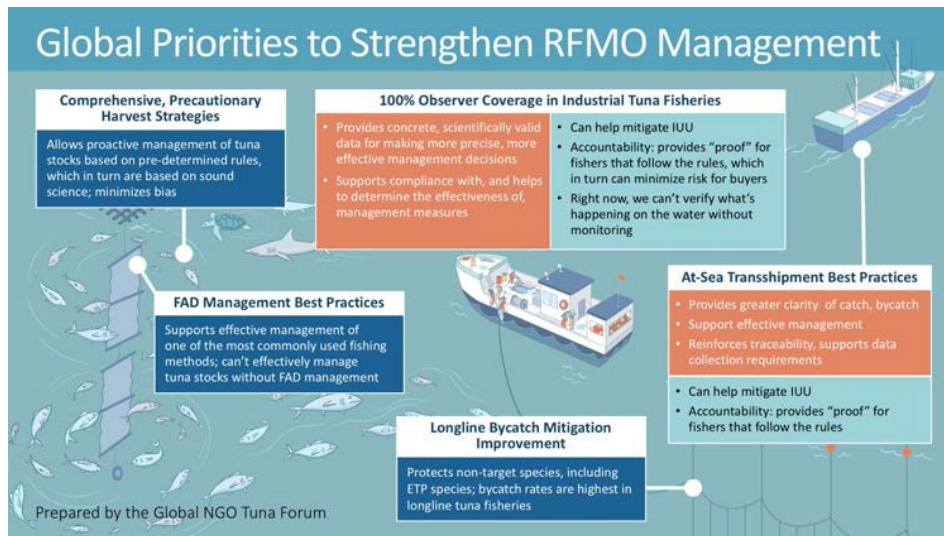 Global Priorities to Strengthen RFMO Management
Comprehensive, Precautionary
Harvest Strategies
Allows proactive management of tuna
stocks based on pre-determined rules,
which in turn are based on sound
science; minimizes bias
100% Observer Coverage in Industrial Tuna Fisheries
• Provides concrete, scientifically valid
data for making more precise, more
effective management decisions
• Supports compliance with, and helps
to determine the effectiveness of,
management measures
• Can help mitigate IUU
• Accountability: provides “proof” for
fishers that follow the rules, which
in turn can minimize risk for buyers
• Right now, we can’t verify what’s
happening on the water without
monitoring
FAD Management Best Practices
Supports effective management of
one of the most commonly used fishing
methods; can’t effectively manage
tuna stocks without FAD management
At-Sea Transshipment Best Practices
• Provides greater clarity of catch, bycatch
• Support effective management
• Reinforces traceability, supports data
collection requirements
• Can help mitigate IUU
• Accountability: provides “proof” for
fishers that follow the rules
Longline Bycatch Mitigation
Improvement
Protects non-target species, including
ETP species; bycatch rates are highest in
longline tuna fisheries
Prepared by the Global NGO Tuna Forum